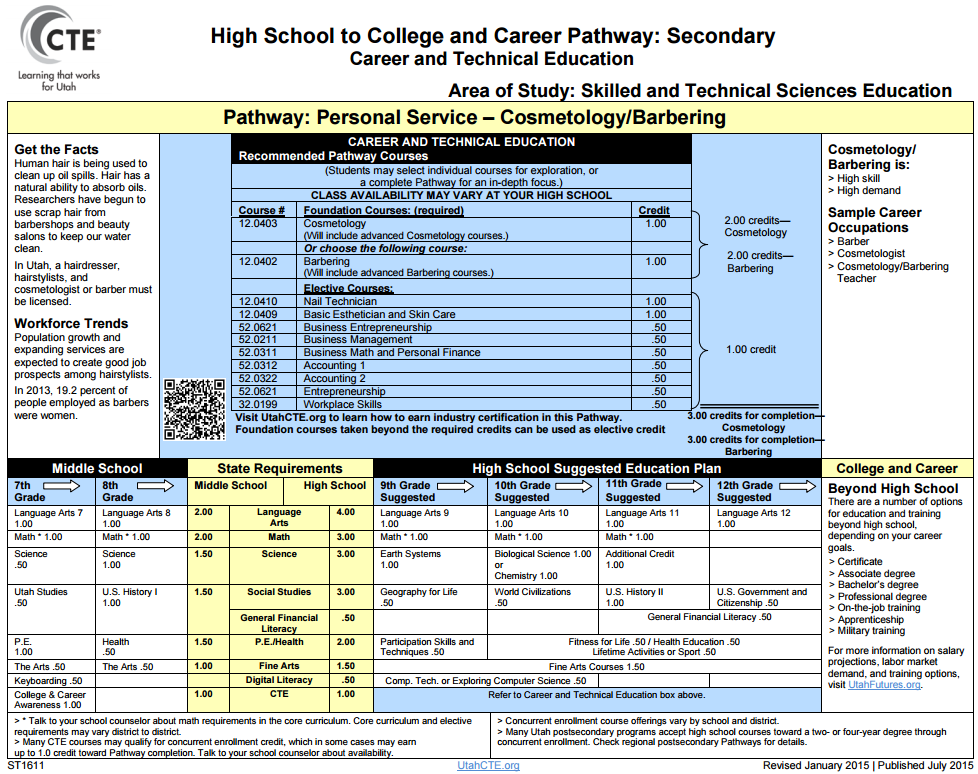 CTE®
Learning that works
for Utah
High School to College and Career Pathway: Secondary
Career and Technical Education
Area of Study: Skilled and Technical Sciences Education
Pathway: Personal Service – Cosmetology/Barbering
Get the Facts
Human hair is being used to
clean up oil spills. Hair has a
natural ability to absorb oils.
Researchers have begun to
use scrap hair from
barbershops and beauty
salons to keep our water
clean.
In Utah, a hairdresser,
hairstylists, and
cosmetologist or barber must
be licensed.
Workforce Trends
Population growth and
expanding services are
expected to create good job
prospects among hairstylists.
In 2013, 19.2 percent of
people employed as barbers
were women.
CAREER AND TECHNICAL EDUCATION
Recommended Pathway Courses
(Students may select individual courses for exploration, or
a complete Pathway for an in-depth focus.)
CLASS AVAILABILITY MAY VARY AT YOUR HIGH SCHOOL
Course # Foundation Courses: (required) Credit
12.0403 Cosmetology 1.00
(Will include advanced Cosmetology courses.)
Or choose the following course:
12.0402 Barbering 1.00
(Will include advanced Barbering courses.)
Elective Courses:
12.0410 Nail Technician 1.00
12.0409 Basic Esthetician and Skin Care 1.00
52.0621 Business Entrepreneurship .50
52.0211 Business Management .50
52.0311 Business Math and Personal Finance .50
52.0312 Accounting 1 .50
52.0322 Accounting 2 .50
52.0621 Entrepreneurship .50
32.0199 Workplace Skills .50
Visit UtahCTE.org to learn how to earn industry certification in this Pathway.
Foundation courses taken beyond the required credits can be used as elective credit
2.00 credits—
Cosmetology
2.00 credits—
Barbering
1.00 credit
3.00 credits for completion—
Cosmetology
3.00 credits for completion—
Barbering
Cosmetology/
Barbering is:
> High skill
> High demand
Sample Career
Occupations
> Barber
> Cosmetologist
> Cosmetology/Barbering
Teacher
Middle School State Requirements High School Suggested Education Plan College and Career
7th
Grade
8th
Grade
Middle School High School
9th Grade
Suggested
10th Grade
Suggested
11th Grade
Suggested
12th Grade
Suggested
Language Arts 7
1.00
Language Arts 8
1.00
2.00 Language
Arts
4.00
Language Arts 9
1.00
Language Arts 10
1.00
Language Arts 11
1.00
Language Arts 12
1.00
Math * 1.00 Math * 1.00 2.00 Math 3.00 Math * 1.00 Math * 1.00 Math * 1.00
Science
.50
Science
1.00
1.50 Science 3.00
Earth Systems
1.00
Biological Science 1.00
or
Chemistry 1.00
Additional Credit
1.00
Utah Studies
.50
U.S. History I
1.00
1.50 Social Studies 3.00
Geography for Life
.50
World Civilizations
.50
U.S. History II
1.00
U.S. Government and
Citizenship .50
General Financial
Literacy
.50
General Financial Literacy .50
P.E.
1.00
Health
.50
1.50 P.E./Health 2.00
Participation Skills and
Techniques .50
Fitness for Life .50 / Health Education .50
Lifetime Activities or Sport .50
The Arts .50 The Arts .50 1.00 Fine Arts 1.50 Fine Arts Courses 1.50
Keyboarding .50 Digital Literacy .50 Comp. Tech. or Exploring Computer Science .50
College & Career
Awareness 1.00
1.00 CTE 1.00 Refer to Career and Technical Education box above.
Beyond High School
There are a number of options
for education and training
beyond high school,
depending on your career
goals.
> Certificate
> Associate degree
> Bachelor's degree
> Professional degree
> On-the-job training
> Apprenticeship
> Military training
For more information on salary
projections, labor market
demand, and training options,
visit UtahFutures.org.
> * Talk to your school counselor about math requirements in the core curriculum. Core curriculum and elective
requirements may vary district to district.
> Many CTE courses may qualify for concurrent enrollment credit, which in some cases may earn
up to 1.0 credit toward Pathway completion. Talk to your school counselor about availability.
> Concurrent enrollment course offerings vary by school and district.
> Many Utah postsecondary programs accept high school courses toward a two- or four-year degree through
concurrent enrollment. Check regional postsecondary Pathways for details.
ST1611 UtahCTE.org Revised January 2015 | Published July 2015